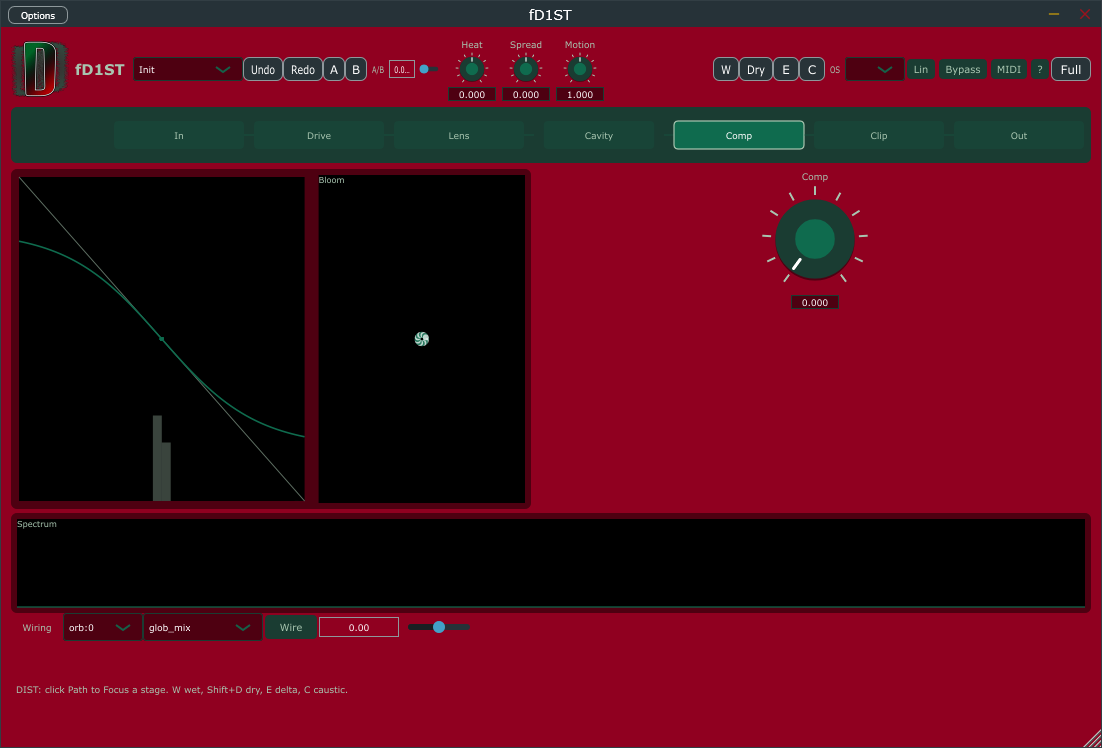 Options
fD1ST
Heat Spread Motion
D fD1ST Init Undo Redo A B A/B 0.0... W Dry E C OS Lin Bypass MIDI ? Full
0.000 0.000 1.000
In Drive Lens Cavity Comp Clip Out
Bloom
Comp
0.000
Spectrum
Wiring orb:0 glob_mix Wire 0.00
DIST: click Path to Focus a stage. W wet, Shift+D dry, E delta, C caustic.